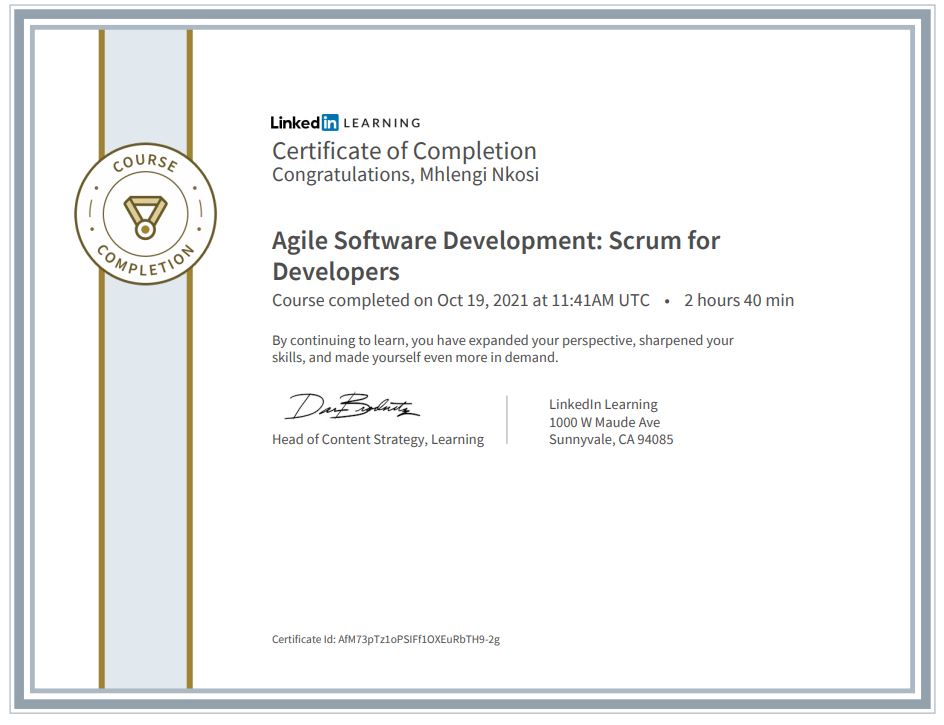 COURSE
COMPLETION
Linked in LEARNING
Certificate of Completion
Congratulations, Mhlengi Nkosi
Agile Software Development: Scrum for
Developers
Course completed on Oct 19, 2021 at 11:41AM UTC • 2 hours 40 min
By continuing to learn, you have expanded your perspective, sharpened your
skills, and made yourself even more in demand.
Head of Content Strategy, Learning
LinkedIn Learning
1000 W Maude Ave
Sunnyvale, CA 94085
Certificate Id: AfM73pTz1oPSIFf1OXEuRbTH9-2g